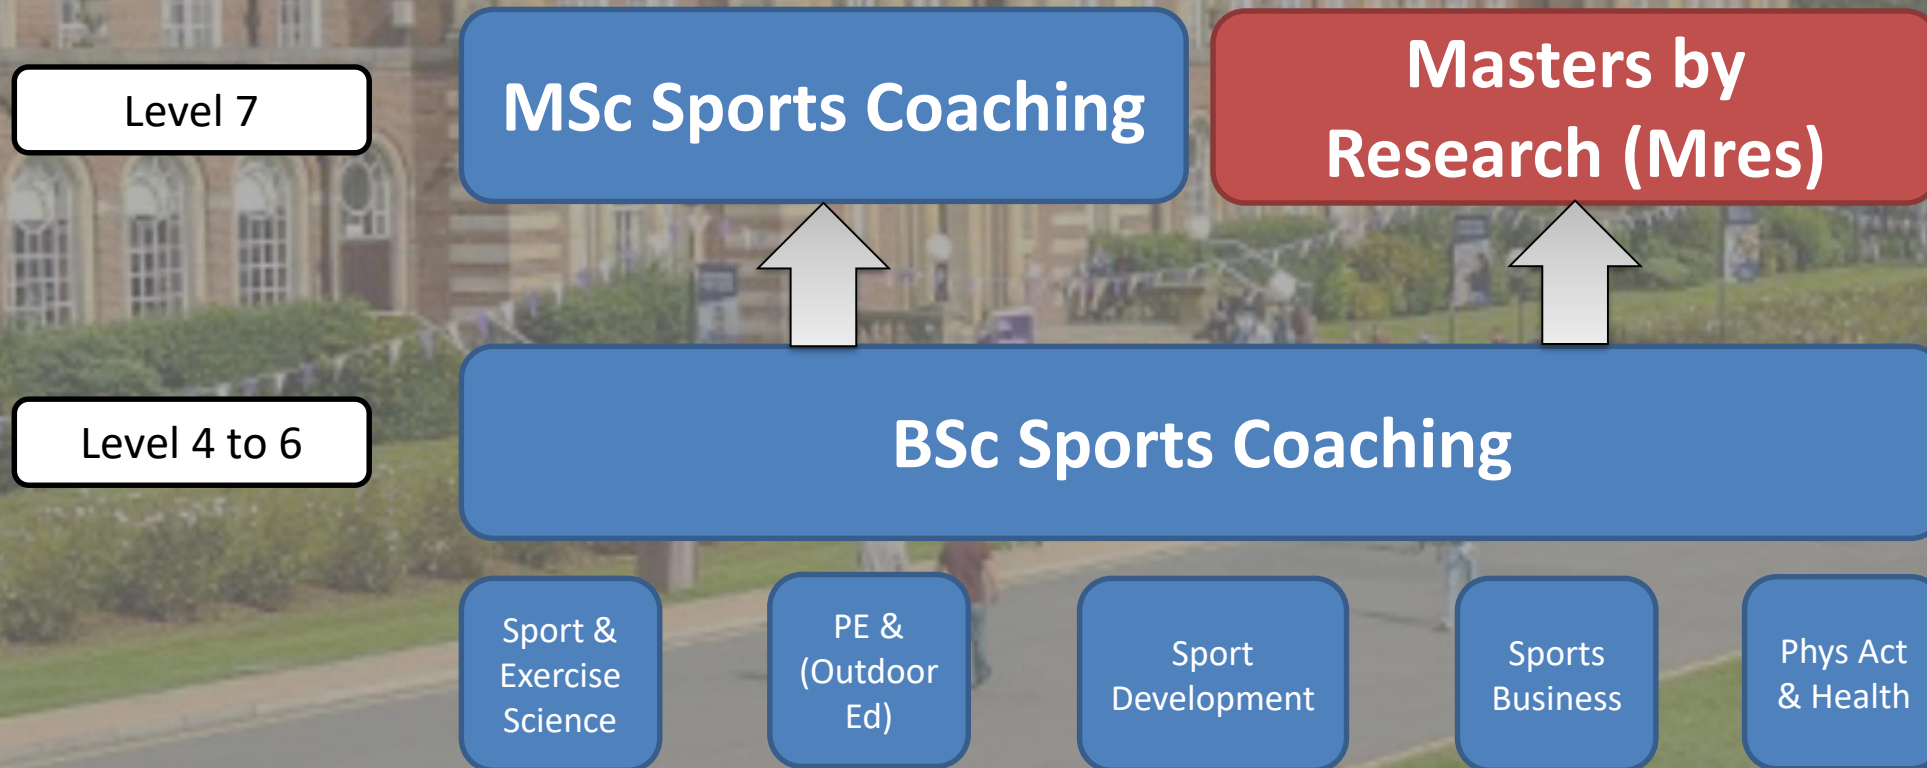 Level 7
MSc Sports Coaching
Masters by
Research (Mres)
Level 4 to 6
BSc Sports Coaching
Sport &
Exercise
Science
PE &
(Outdoor
Ed)
Sport
Development
Sports
Business
Phys Act
& Health